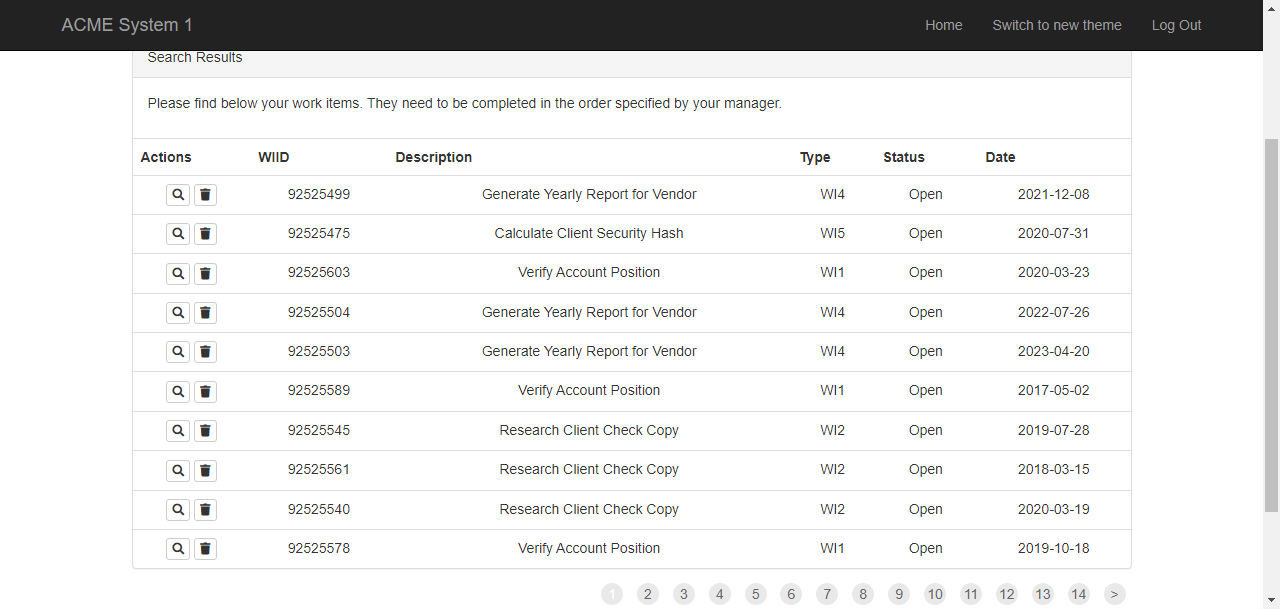 ACME System 1 Home Switch to new theme Log Out
Search Results
Please find below your work items. They need to be completed in the order specified by your manager.
Actions WIID Description Type Status Date
92525499 Generate Yearly Report for Vendor WI4 Open 2021-12-08
92525475 Calculate Client Security Hash WI5 Open 2020-07-31
92525603 Verify Account Position WI1 Open 2020-03-23
92525504 Generate Yearly Report for Vendor WI4 Open 2022-07-26
92525503 Generate Yearly Report for Vendor WI4 Open 2023-04-20
92525589 Verify Account Position WI1 Open 2017-05-02
92525545 Research Client Check Copy WI2 Open 2019-07-28
92525561 Research Client Check Copy WI2 Open 2018-03-15
92525540 Research Client Check Copy WI2 Open 2020-03-19
92525578 Verify Account Position WI1 Open 2019-10-18
1 2 3 4 5 6 7 8 9 10 11 12 13 14 >